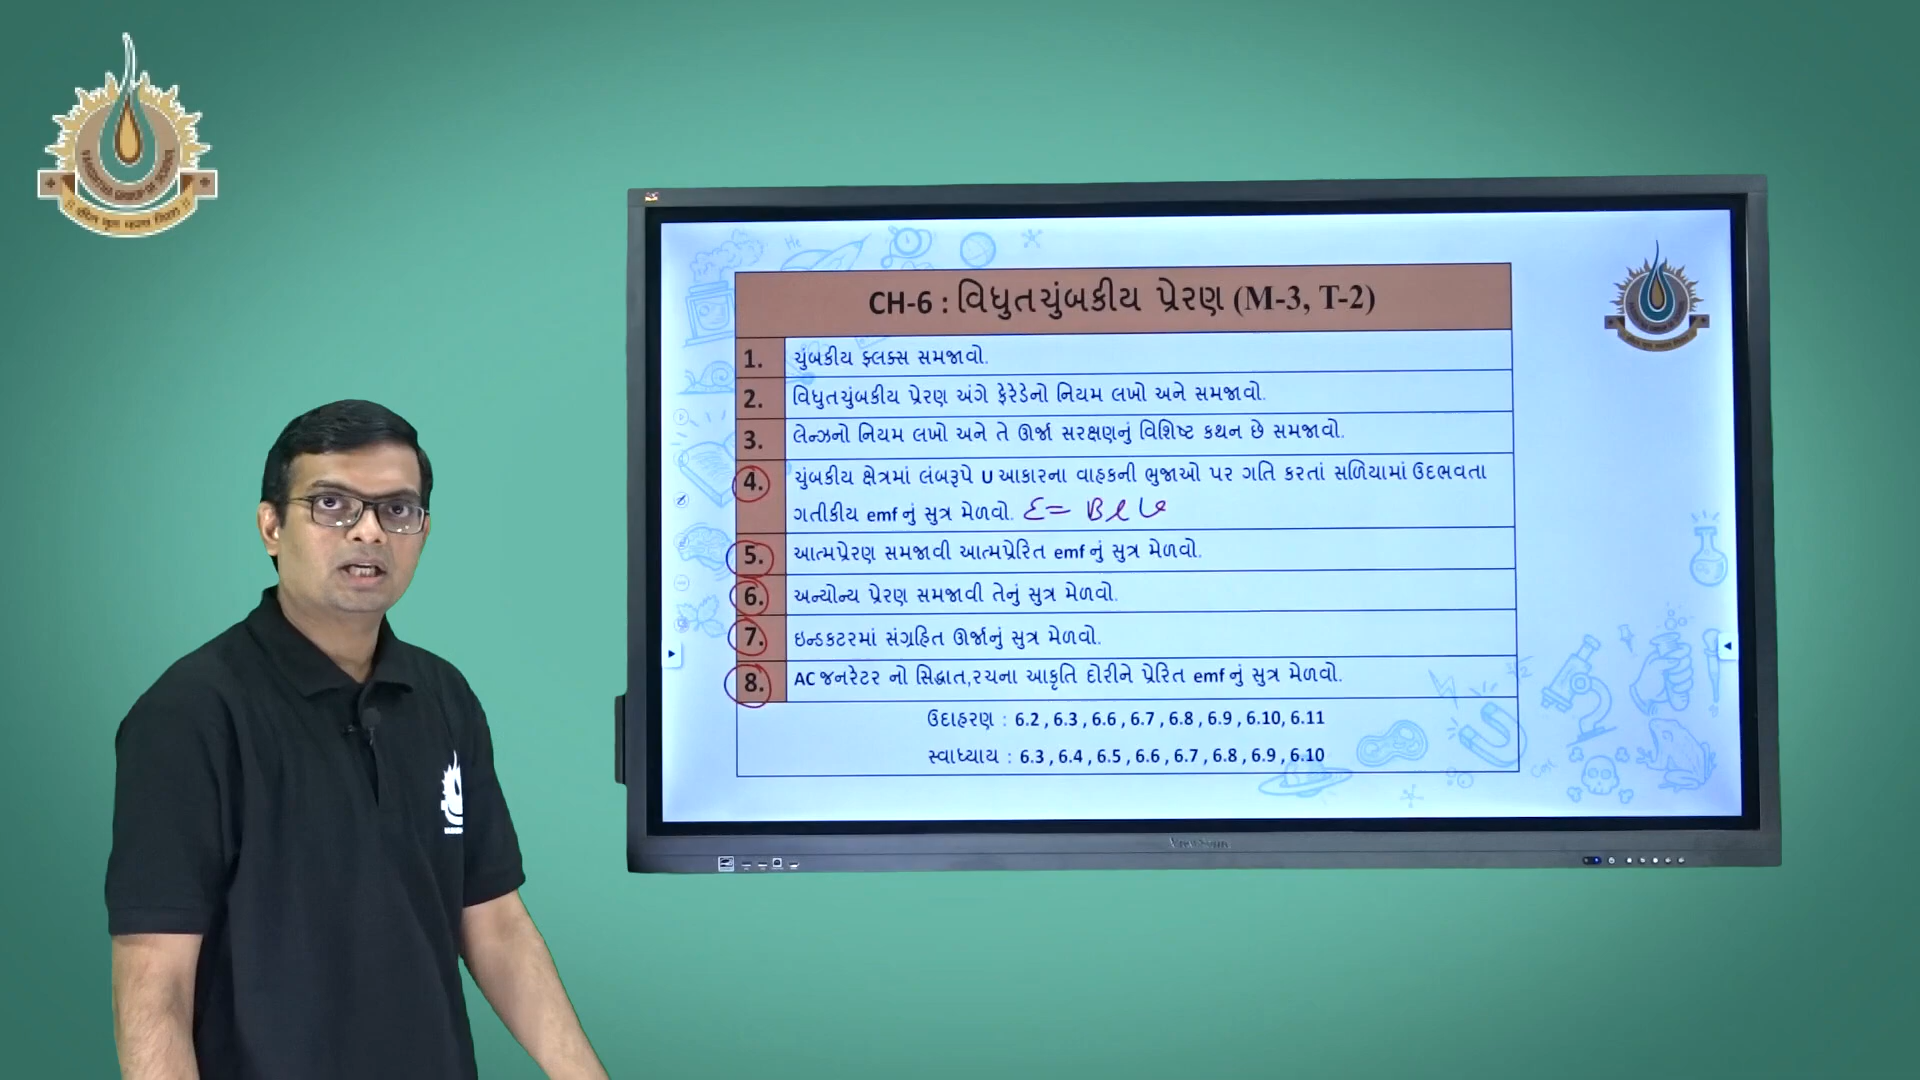 CH-6 : વિધુતચુંબકીય પ્રેરણ (M-3, T-2)
1. ચુંબકીય ફ્લક્સ સમજાવો.
2. વિધુતચુંબકીય પ્રેરણ અંગે ફેરેડેનો નિયમ લખો અને સમજાવો.
3. લેન્ઝનો નિયમ લખો અને તે ઊર્જા સરક્ષણનું વિશિષ્ટ કથન છે સમજાવો.
4. ચુંબકીય ક્ષેત્રમાં લંબરૂપે U આકારના વાહકની ભુજાઓ પર ગતિ કરતાં સળિયામાં ઉદભવતા
ગતીકીય emf નું સુત્ર મેળવો. ε = Blv
5. આત્મપ્રેરણ સમજાવી આત્મપ્રેરિત emf નું સુત્ર મેળવો.
6. અન્યોન્ય પ્રેરણ સમજાવી તેનું સુત્ર મેળવો.
7. ઇન્ડકટરમાં સંગ્રહિત ઊર્જાનું સુત્ર મેળવો.
8. AC જનરેટર નો સિદ્ધાત,રચના આકૃતિ દોરીને પ્રેરિત emf નું સુત્ર મેળવો.
ઉદાહરણ : 6.2 , 6.3 , 6.6 , 6.7 , 6.8 , 6.9 , 6.10, 6.11
સ્વાધ્યાય : 6.3 , 6.4 , 6.5 , 6.6 , 6.7 , 6.8 , 6.9 , 6.10